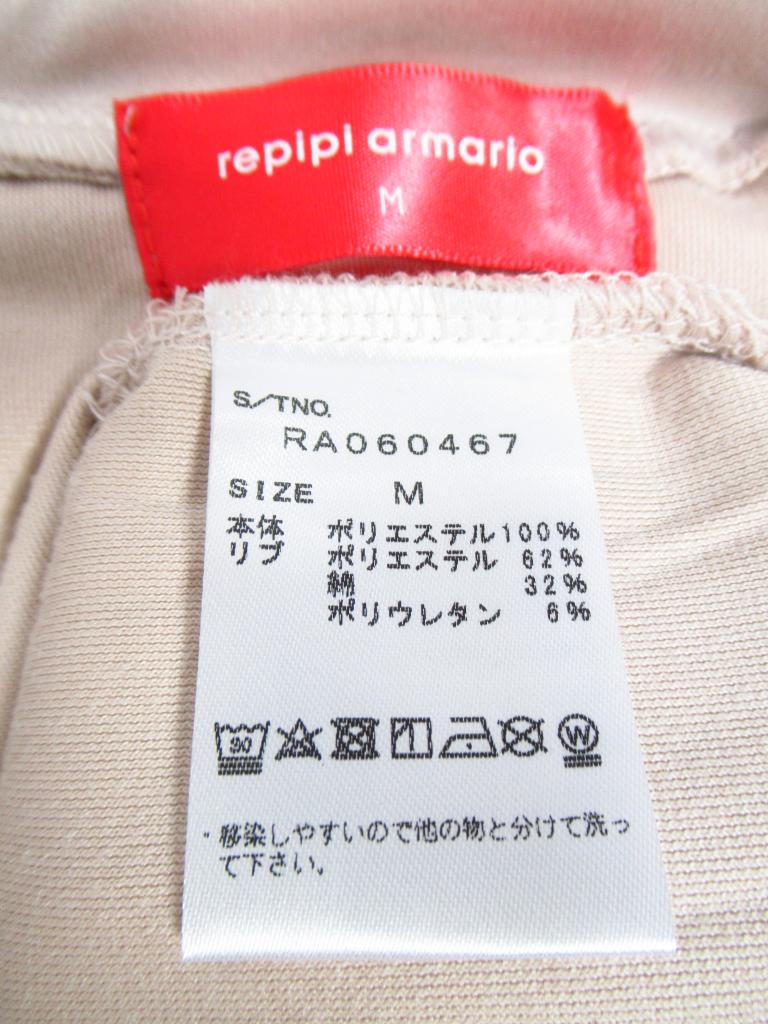 repipi armario
M
S/TNO.
RA060467
SIZE M
本体 ポリエステル100%
リブ ポリエステル 62%
綿 32%
ポリウレタン 6%
30
1
W
・移染しやすいので他の物と分けて洗っ
て下さい。